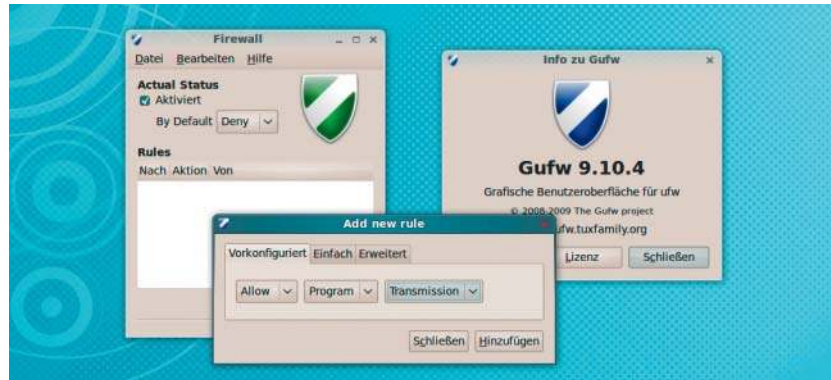 Firewall
Datei Bearbeiten Hilfe
Actual Status
Aktiviert
By Default Deny
Rules
Nach Aktion Von
Info zu Gufw
Gufw 9.10.4
Grafische Benutzeroberfläche für ufw
© 2008-2009 The Gufw project
ufw.tuxfamily.org
Lizenz Schließen
Add new rule
Vorkonfiguriert Einfach Erweitert
Allow Program Transmission
Schließen Hinzufügen